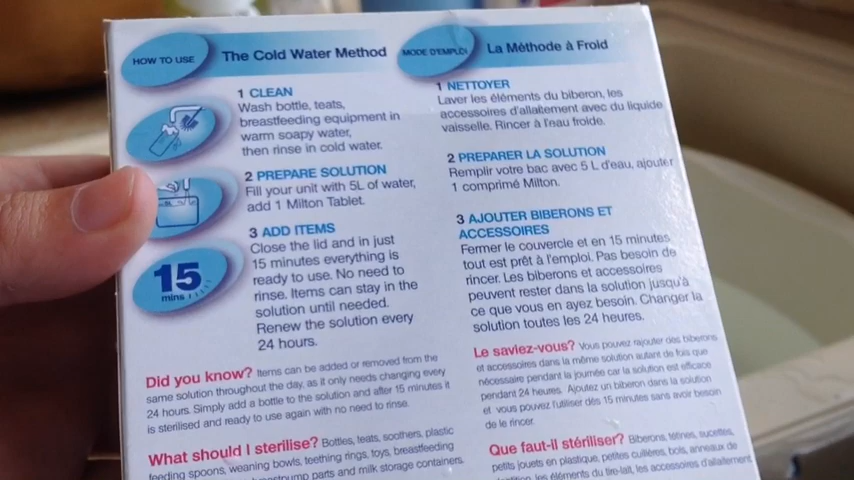 HOW TO USE
The Cold Water Method
1 CLEAN
Wash bottle, teats,
breastfeeding equipment in
warm soapy water,
then rinse in cold water.
2 PREPARE SOLUTION
Fill your unit with 5L of water,
add 1 Milton Tablet.
3 ADD ITEMS
Close the lid and in just
15 minutes everything is
ready to use. No need to
rinse. Items can stay in the
solution until needed.
Renew the solution every
24 hours.
15
mins
Did you know? Items can be added or removed from the
same solution throughout the day, as it only needs changing every
24 hours. Simply add a bottle to the solution and after 15 minutes it
is sterilised and ready to use again with no need to rinse.
What should I sterilise? Bottles, teats, soothers, plastic
feeding spoons, weaning bowls, teething rings, toys, breastfeeding
breastpump parts and milk storage containers.
MODE D'EMPLOI
La Méthode à Froid
1 NETTOYER
Laver les éléments du biberon, les
accessoires d'allaitement avec du liquide
vaisselle. Rincer à l'eau froide.
2 PREPARER LA SOLUTION
Remplir votre bac avec 5 L d'eau, ajouter
1 comprimé Milton.
3 AJOUTER BIBERONS ET
ACCESSOIRES
Fermer le couvercle et en 15 minutes
tout est prêt à l'emploi. Pas besoin de
rincer. Les biberons et accessoires
peuvent rester dans la solution jusqu'à
ce que vous en ayez besoin. Changer la
solution toutes les 24 heures.
Le saviez-vous? Vous pouvez rajouter des biberons
et accessoires dans la même solution autant de fois que
nécessaire pendant la journée car la solution est efficace
pendant 24 heures. Ajoutez un biberon dans la solution
et vous pouvez l'utiliser dès 15 minutes sans avoir besoin
de le rincer.
Que faut-il stériliser? Biberons, tétines, sucettes,
petits jouets en plastique, petites cuillères, bols, anneaux de
les éléments du tire-lait, les accessoires d'allaitement